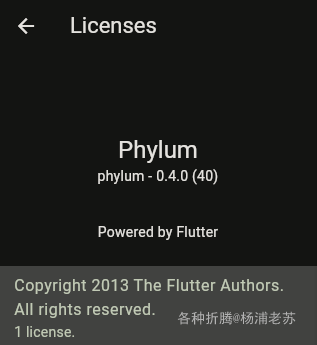 Licenses
Phylum
phylum - 0.4.0 (40)
Powered by Flutter
Copyright 2013 The Flutter Authors.
All rights reserved.
各种折腾@杨浦老苏
1 license.